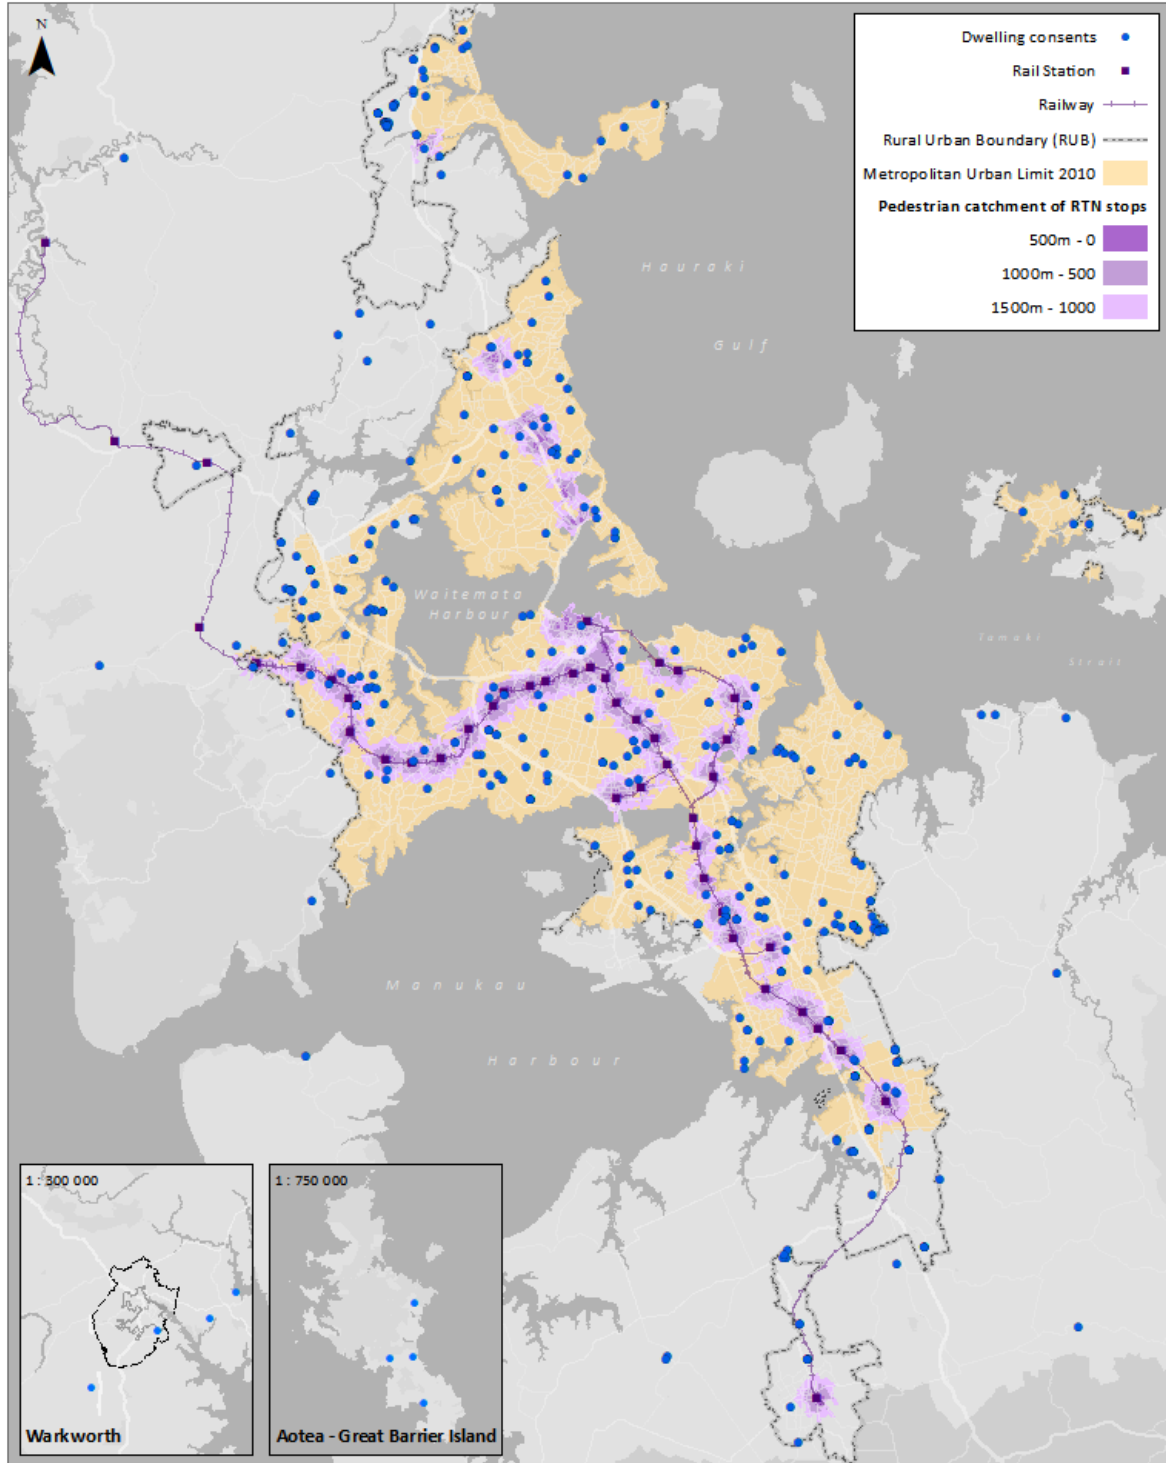 N
Dwelling consents
Rail Station
Railway
Rural Urban Boundary (RUB)
Metropolitan Urban Limit 2010
Pedestrian catchment of RTN stops
500m - 0
1000m - 500
1500m - 1000
Hauraki
Gulf
Waitemata
Harbour
Tamaki
Strait
Manukau
Harbour
1 : 300 000
Warkworth
1 : 750 000
Aotea - Great Barrier Island